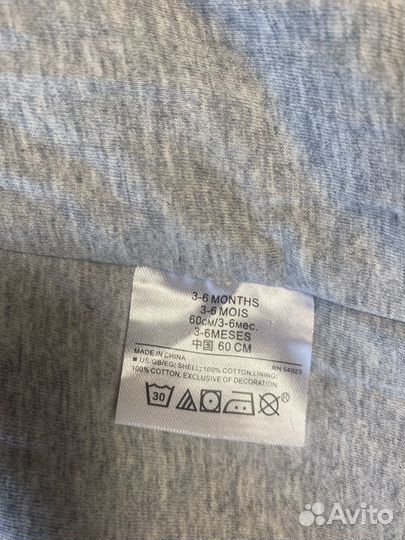 3-6 MONTHS
3-6 MOIS
60см/3-6мес.
3-6MESES
中国 60 CM
MADE IN CHINA RN 54023
■ US/GB/EG; SHELL; 100% COTTON, LINING:
100% COTTON, EXCLUSIVE OF DECORATION
30
Avito